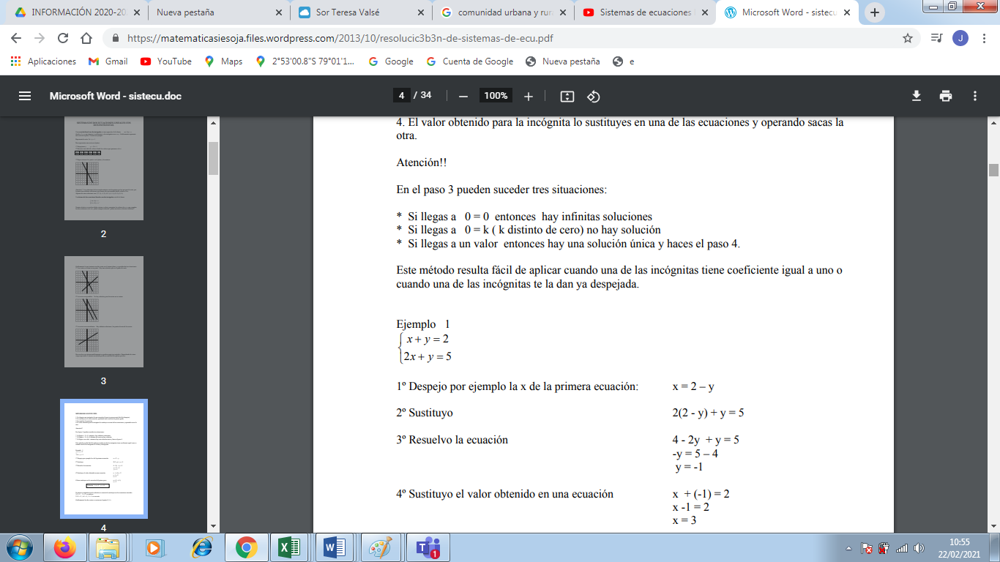 INFORMACIÓN 2020-20
Nueva pestaña
Sor Teresa Valsé
comunidad urbana y rura
Sistemas de ecuaciones
Microsoft Word - sistecu
https://matematicasiesoja.files.wordpress.com/2013/10/resolucic3b3n-de-sistemas-de-ecu.pdf
J
Aplicaciones Gmail YouTube Maps 2°53'00.8"S 79°01'1... Google Cuenta de Google Nueva pestaña e
Microsoft Word - sistecu.doc
4 / 34
100%
2
3
4
4. El valor obtenido para la incógnita lo sustituyes en una de las ecuaciones y operando sacas la
otra.
Atención!!
En el paso 3 pueden suceder tres situaciones:
* Si llegas a 0 = 0 entonces hay infinitas soluciones
* Si llegas a 0 = k ( k distinto de cero) no hay solución
* Si llegas a un valor entonces hay una solución única y haces el paso 4.
Este método resulta fácil de aplicar cuando una de las incógnitas tiene coeficiente igual a uno o
cuando una de las incógnitas te la dan ya despejada.
Ejemplo 1
x + y = 2
2x + y = 5
1º Despejo por ejemplo la x de la primera ecuación: x = 2 – y
2º Sustituyo 2(2 - y) + y = 5
3º Resuelvo la ecuación 4 - 2y + y = 5
-y = 5 – 4
y = -1
4º Sustituyo el valor obtenido en una ecuación x + (-1) = 2
x -1 = 2
x = 3
1
10:55
22/02/2021